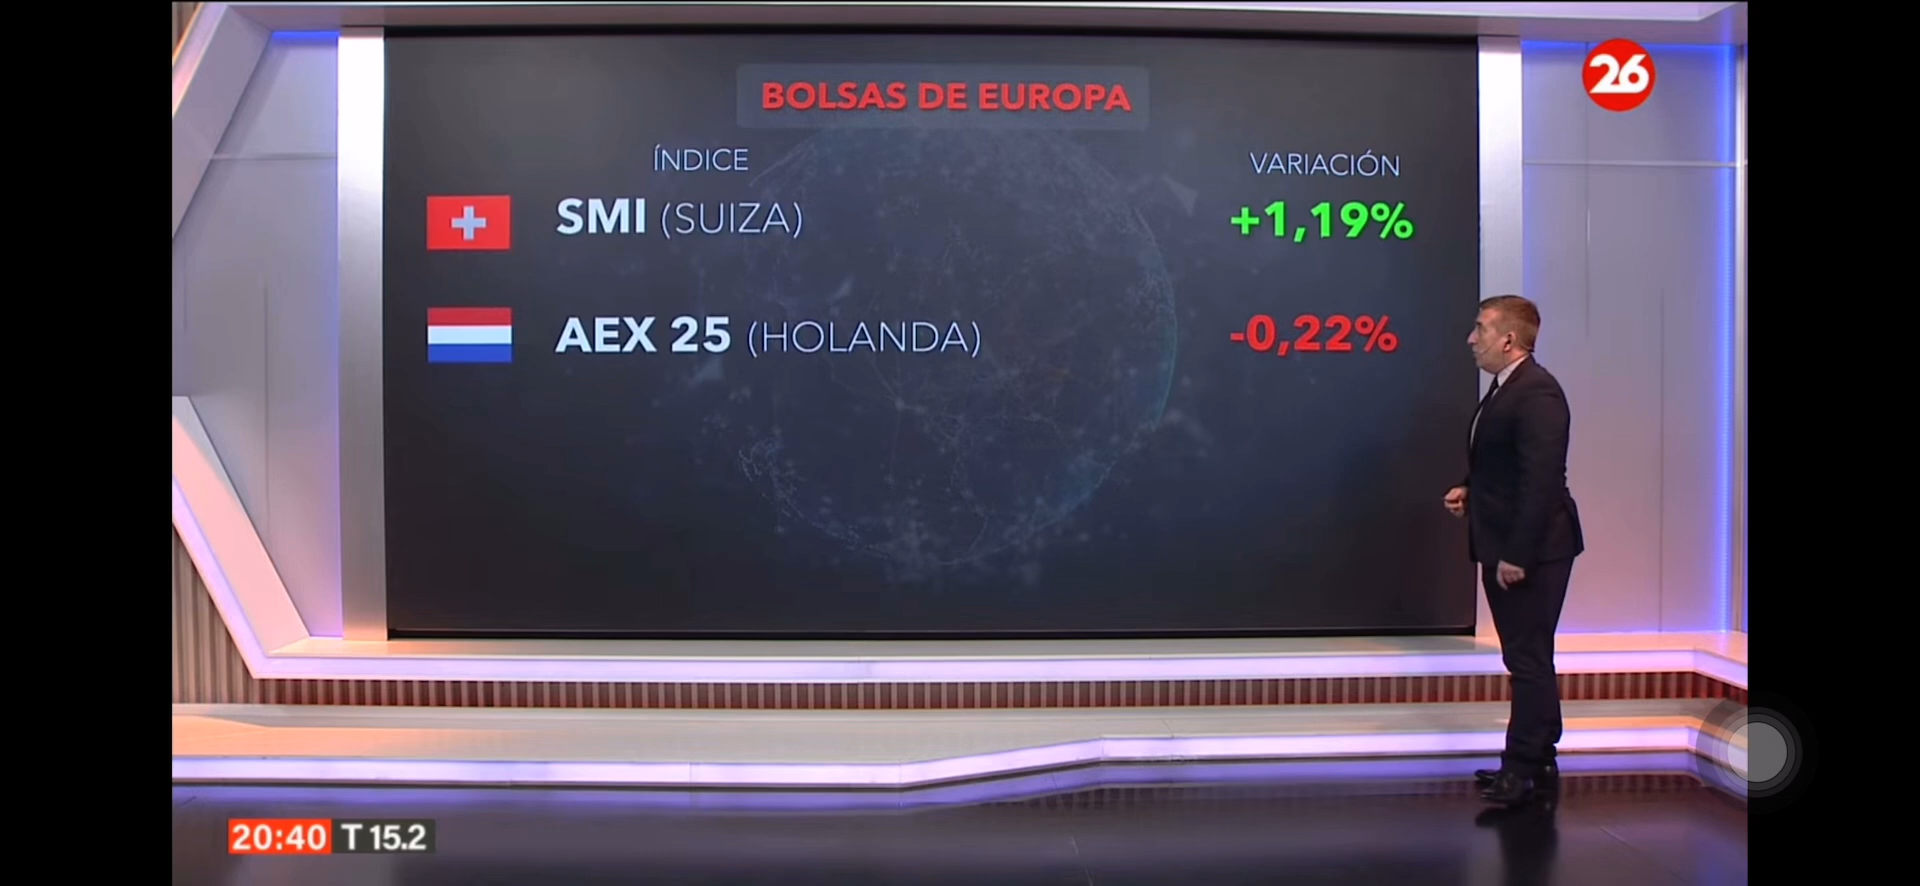 26
BOLSAS DE EUROPA
ÍNDICE VARIACIÓN
SMI (SUIZA) +1,19%
AEX 25 (HOLANDA) -0,22%
20:40 T 15.2